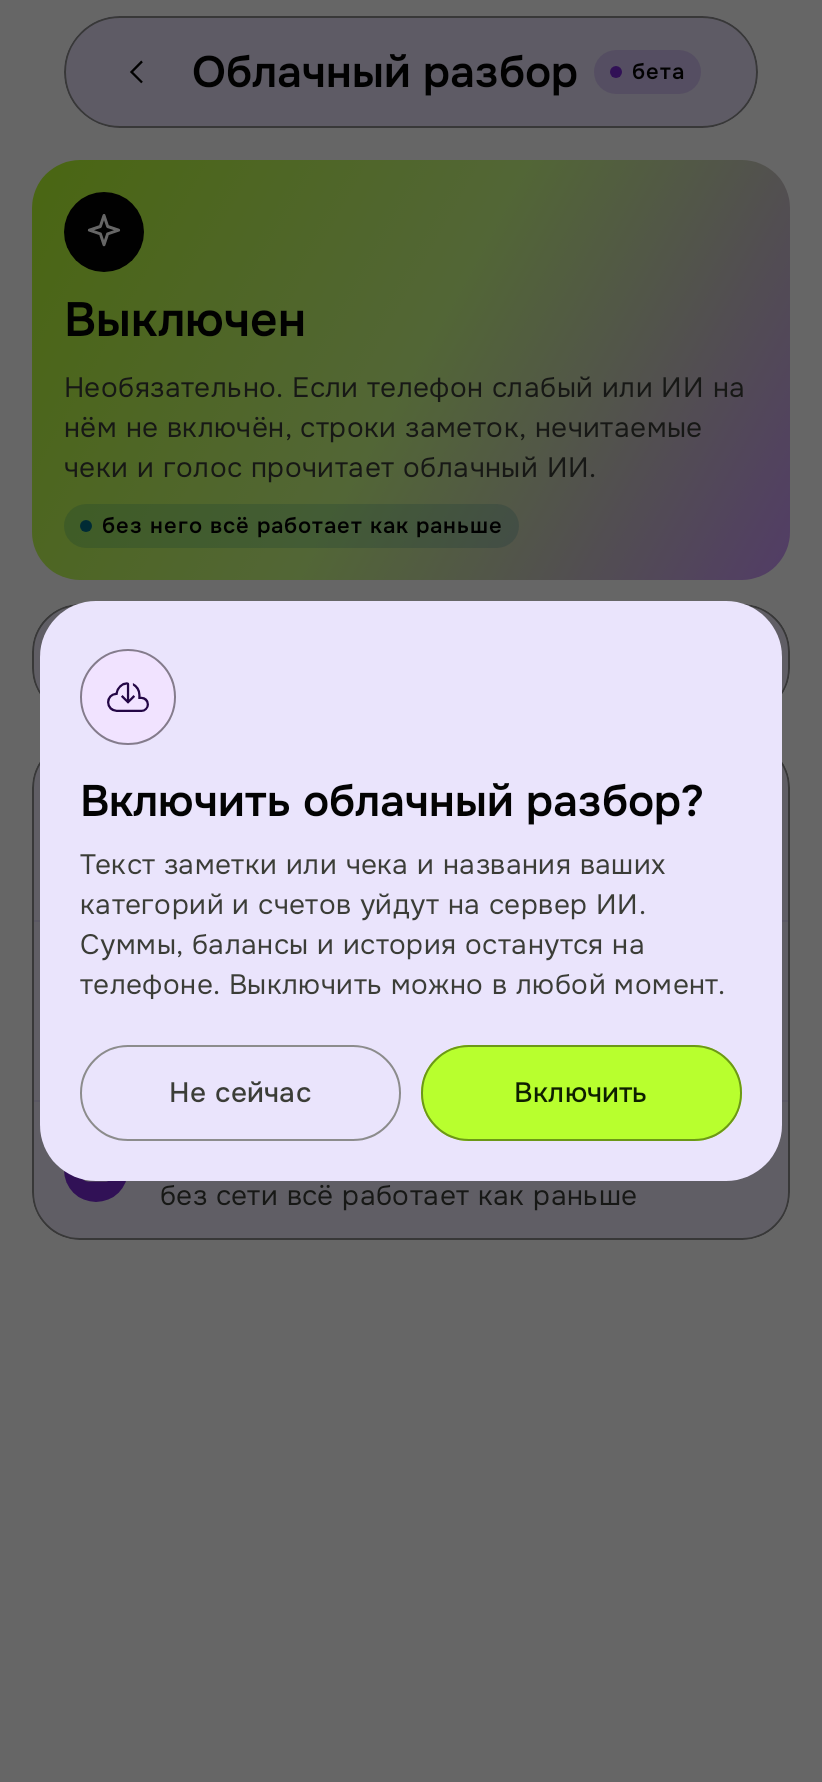 Облачный разбор
бета
Выключен
Необязательно. Если телефон слабый или ИИ на
нём не включён, строки заметок, нечитаемые
чеки и голос прочитает облачный ИИ.
без него всё работает как раньше
Включить облачный разбор?
Текст заметки или чека и названия ваших
категорий и счетов уйдут на сервер ИИ.
Суммы, балансы и история останутся на
телефоне. Выключить можно в любой момент.
Не сейчас
Включить
без сети всё работает как раньше